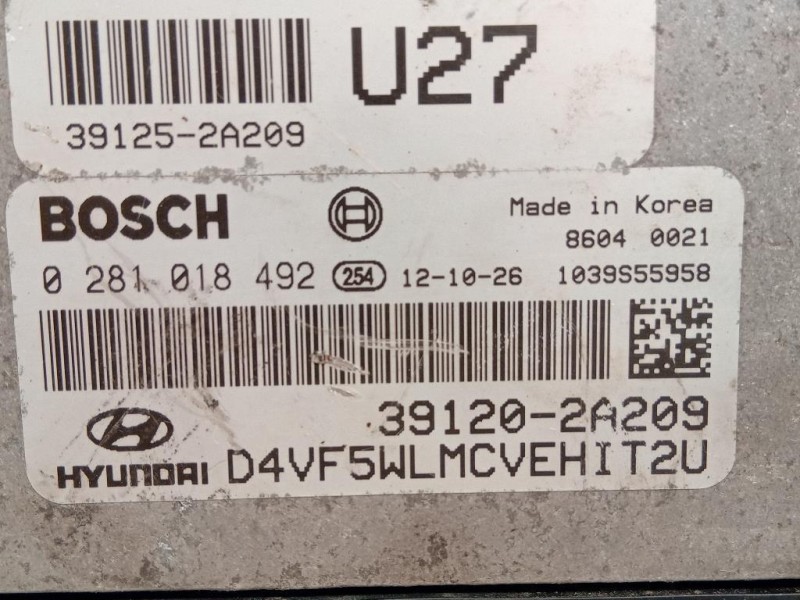 U27
39125-2A209
BOSCH
Made in Korea
8604 0021
0 281 018 492 254 12-10-26 1039S55958
39120-2A209
HYUNDAI D4VF5WLMCVEHIT2U